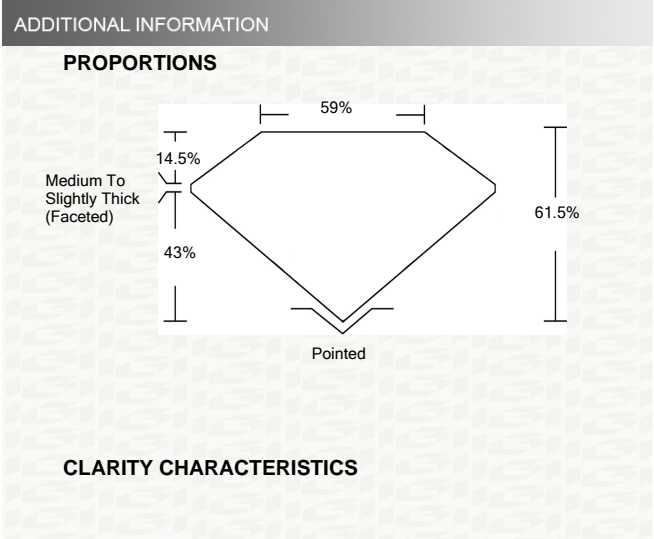 ADDITIONAL INFORMATION
PROPORTIONS
59%
14.5%
Medium To
Slightly Thick
(Faceted)
61.5%
43%
Pointed
CLARITY CHARACTERISTICS